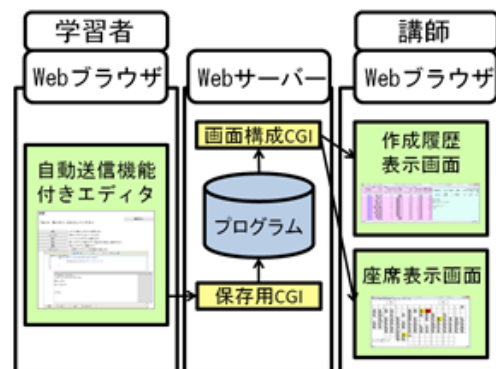 学習者
Webブラウザ
自動送信機能
付きエディタ
Webサーバー
画面構成CGI
プログラム
保存用CGI
講師
Webブラウザ
作成履歴
表示画面
座席表示画面